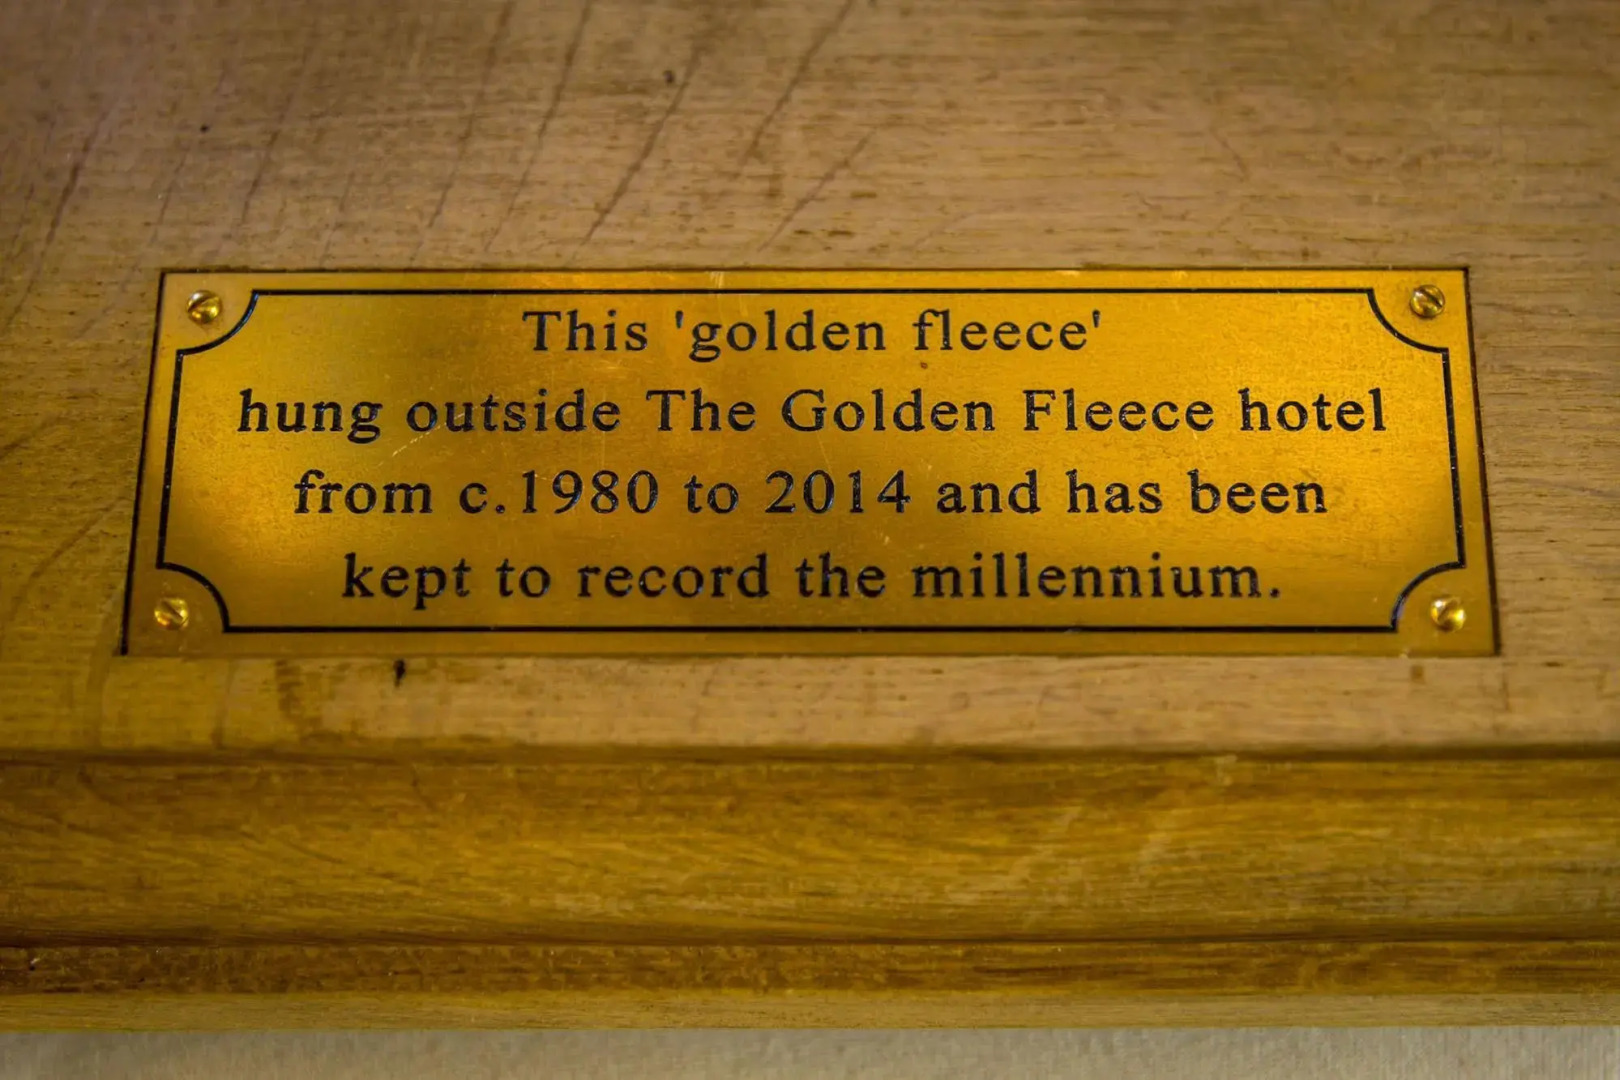 This 'golden fleece'
hung outside The Golden Fleece hotel
from c.1980 to 2014 and has been
kept to record the millennium.